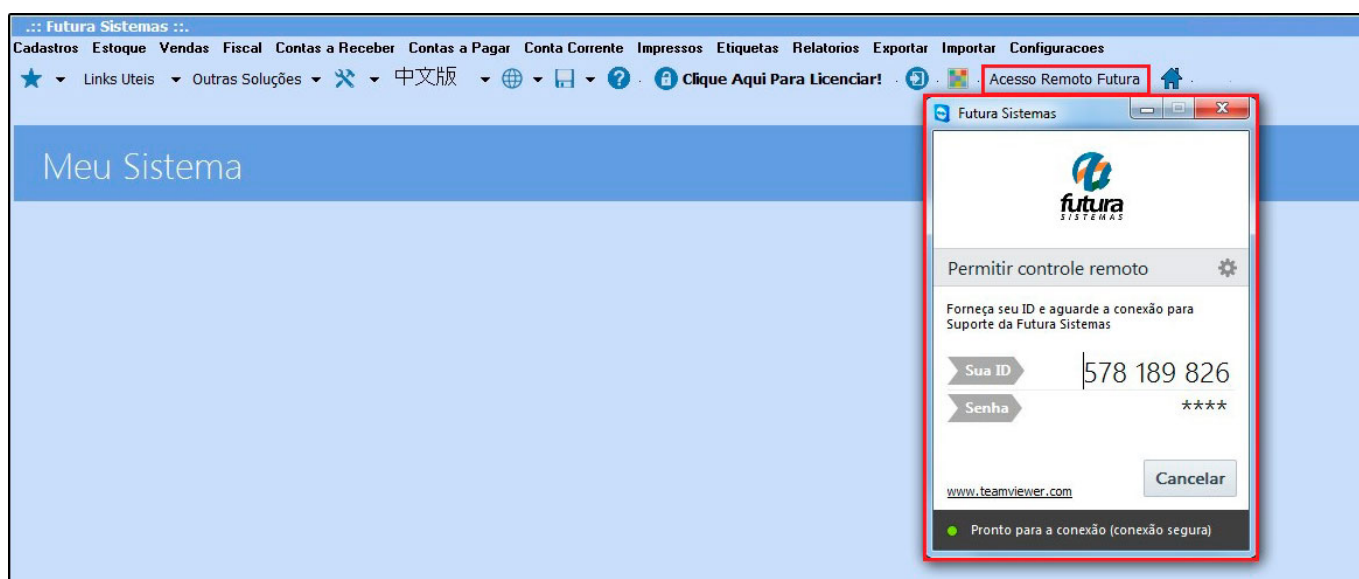 .:: Futura Sistemas ::.
Cadastros Estoque Vendas Fiscal Contas a Receber Contas a Pagar Conta Corrente Impressos Etiquetas Relatorios Exportar Importar Configuracoes
Links Uteis Outras Soluções 中文版 Clique Aqui Para Licenciar! Acesso Remoto Futura
Meu Sistema
Futura Sistemas
futura
SISTEMAS
Permitir controle remoto
Forneça seu ID e aguarde a conexão para
Suporte da Futura Sistemas
Sua ID 578 189 826
Senha ****
Cancelar
www.teamviewer.com
Pronto para a conexão (conexão segura)